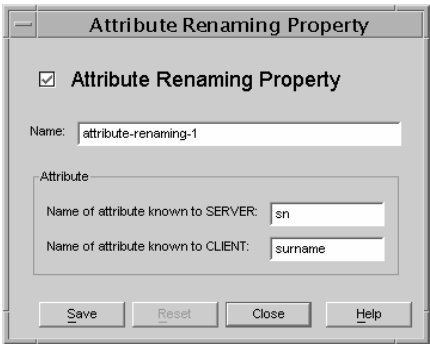 Attribute Renaming Property
Attribute Renaming Property
Name: attribute-renaming-1
Attribute
Name of attribute known to SERVER: sn
Name of attribute known to CLIENT: surname
Save Reset Close Help